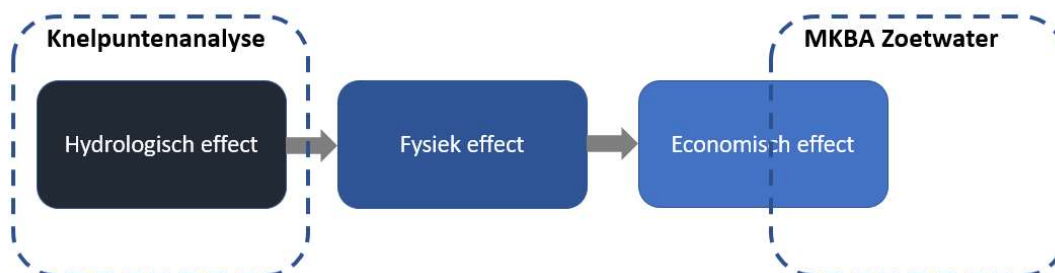 Knelpuntenanalyse
MKBA Zoetwater
Hydrologisch effect
Fysiek effect
Economisch effect